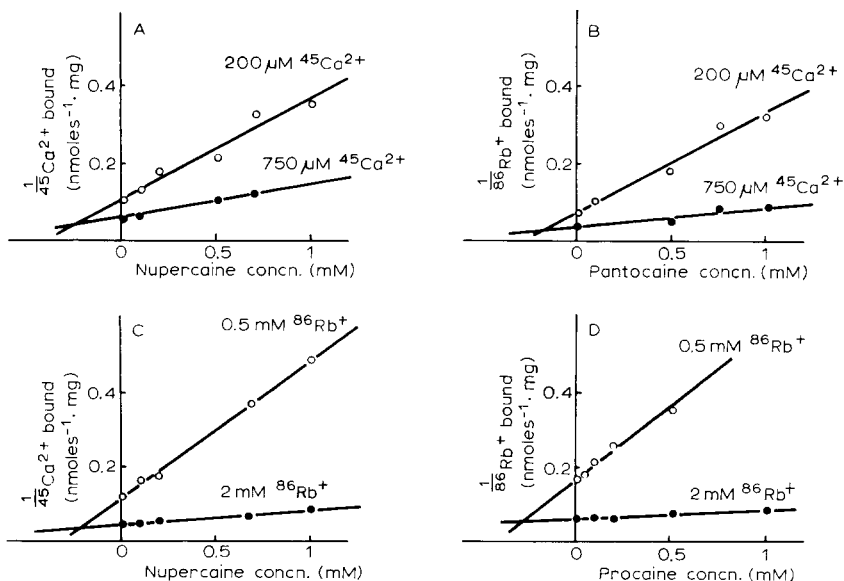 A
200 µM ⁴⁵Ca²⁺
750 µM ⁴⁵Ca²⁺
1/⁴⁵Ca²⁺ bound
(nmoles⁻¹· mg)
0.4
0.2
0 0.5 1
Nupercaine concn. (mM)
B
200 µM ⁴⁵Ca²⁺
750 µM ⁴⁵Ca²⁺
1/⁸⁶Rb⁺ bound
(nmoles⁻¹· mg)
0.4
0.2
0 0.5 1
Pantocaine concn. (mM)
C
0.5 mM ⁸⁶Rb⁺
2 mM ⁸⁶Rb⁺
1/⁴⁵Ca²⁺ bound
(nmoles⁻¹· mg)
0.4
0.2
0 0.5 1
Nupercaine concn. (mM)
D
0.5 mM ⁸⁶Rb⁺
2 mM ⁸⁶Rb⁺
1/⁸⁶Rb⁺ bound
(nmoles⁻¹· mg)
0.4
0.2
0 0.5 1
Procaine concn. (mM)